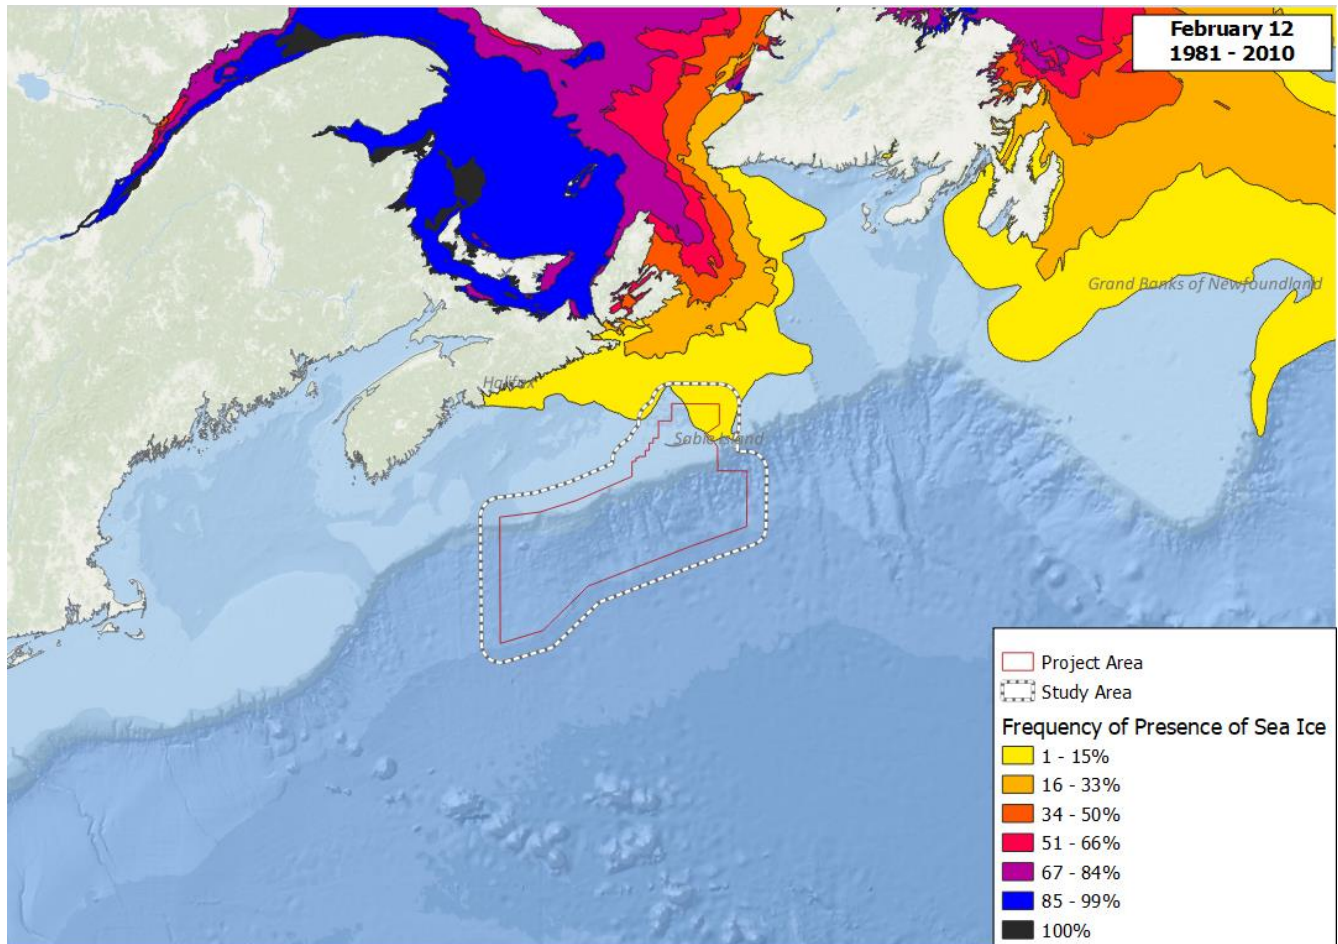 February 12
1981 - 2010
Grand Banks of Newfoundland
Halifax
Sable Island
Project Area
Study Area
Frequency of Presence of Sea Ice
1 - 15%
16 - 33%
34 - 50%
51 - 66%
67 - 84%
85 - 99%
100%